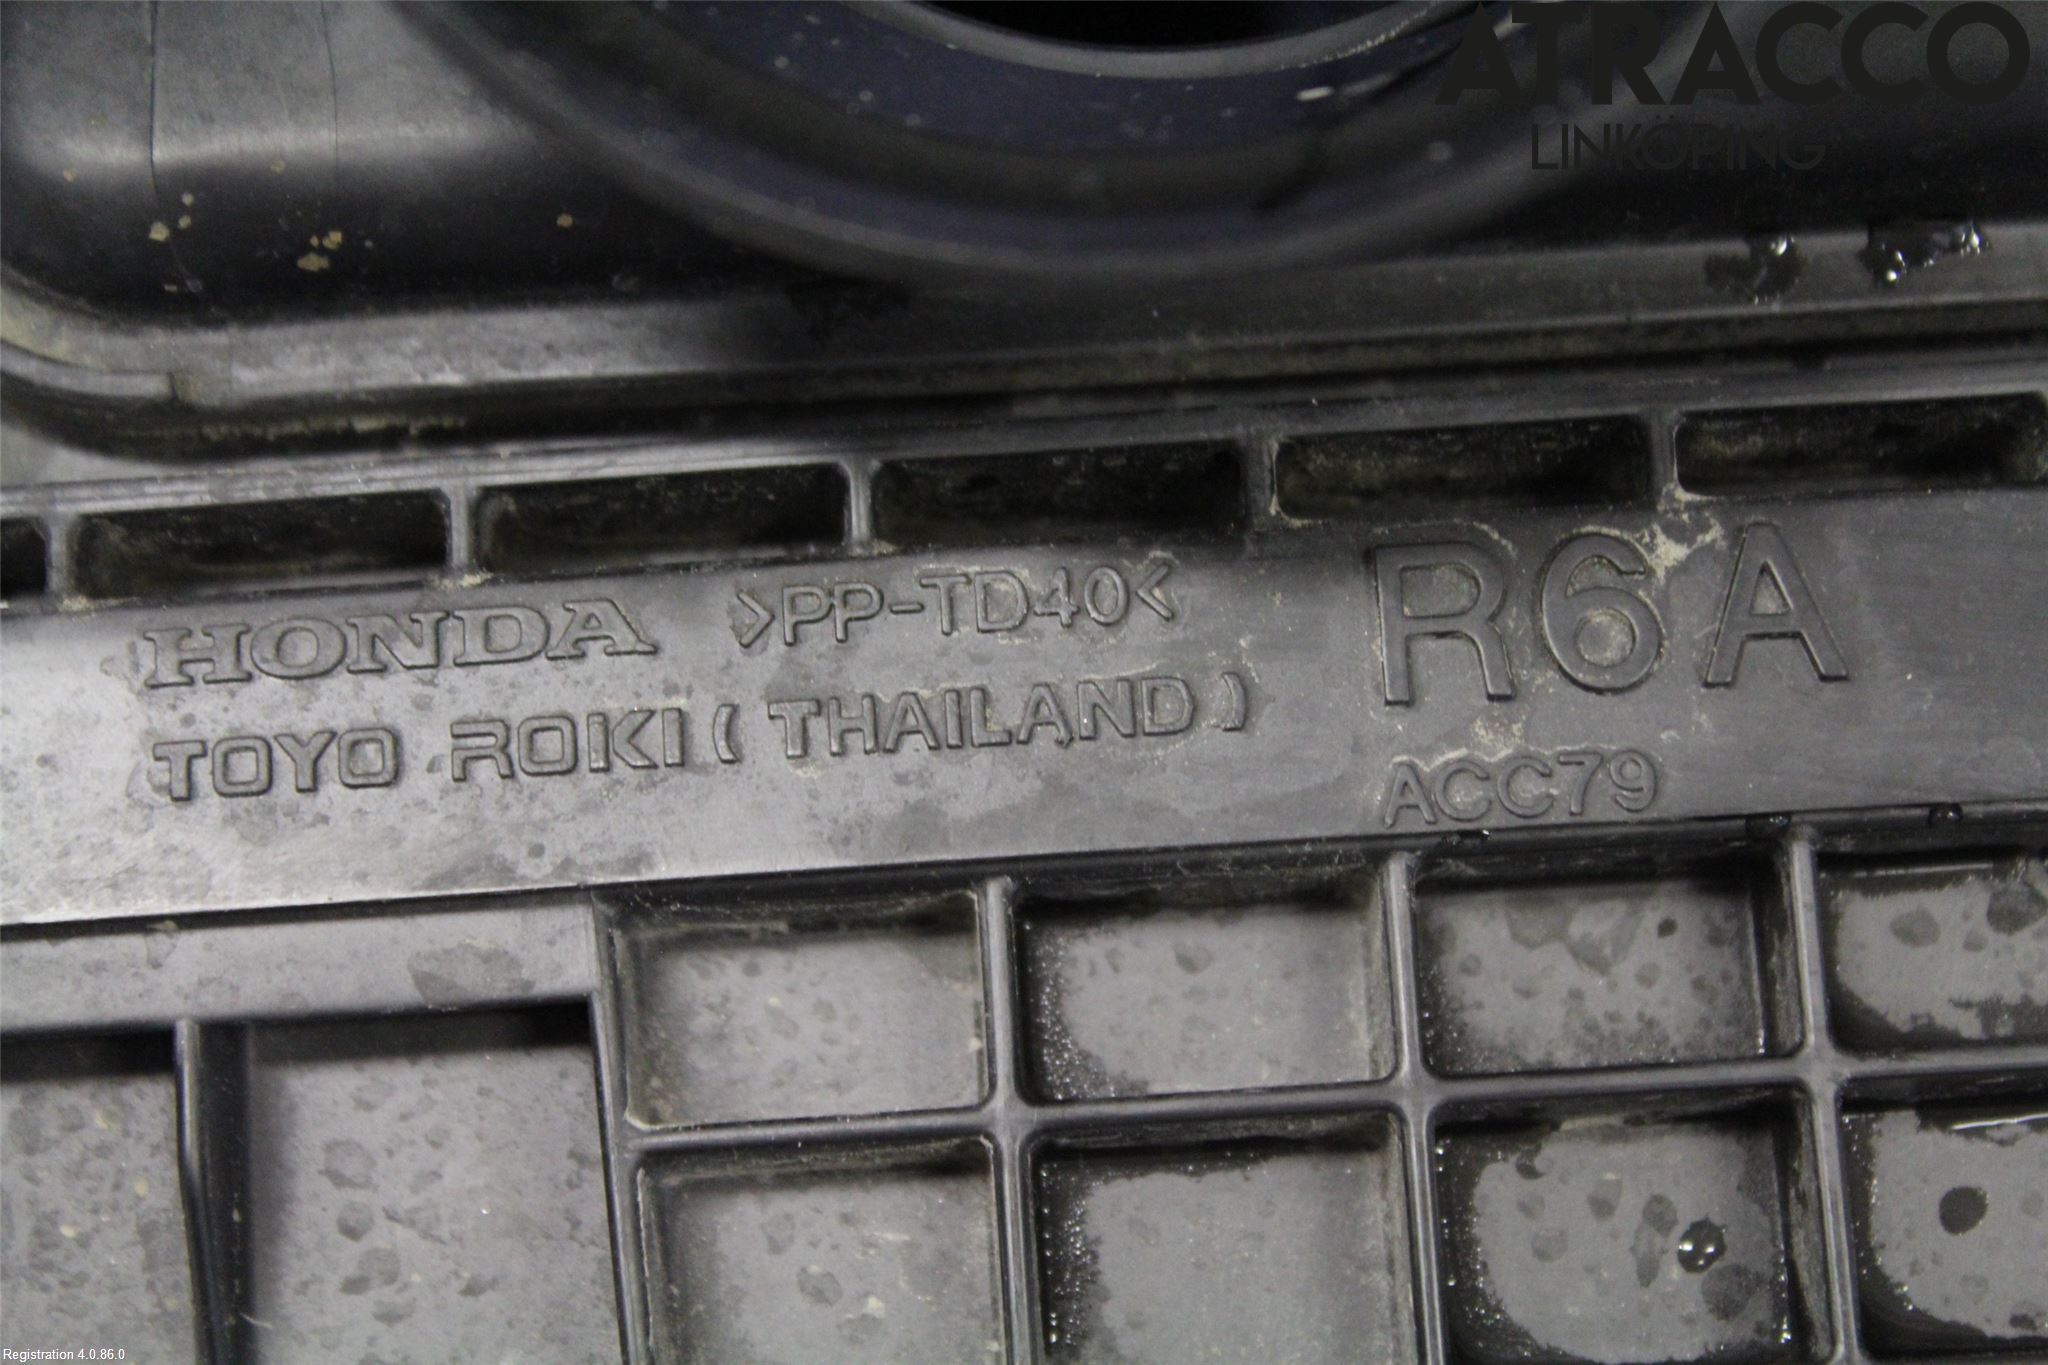 ATRACCO
LINKÖPING
HONDA >PP-TD40< R6A
TOYO ROKI ( THAILAND ) ACC79
Registration 4.0.86.0